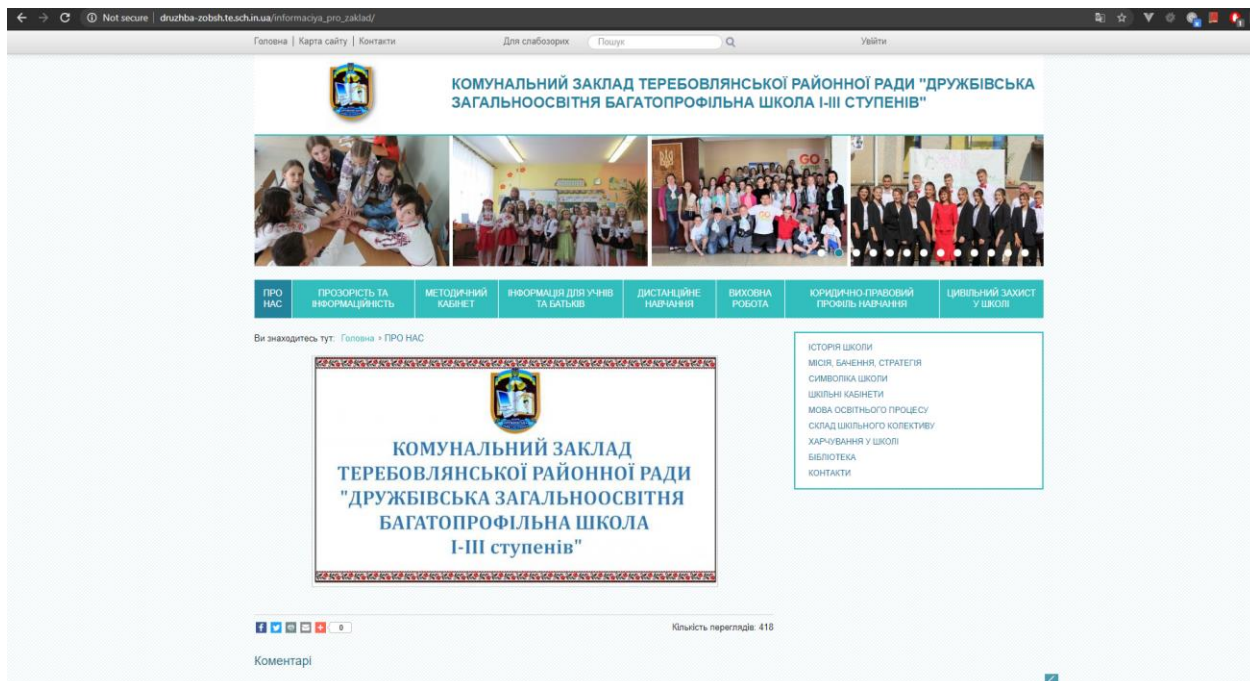 Not secure | druzhba-zobsh.te.sch.in.ua/informaciya_pro_zaklad/
Головна | Карта сайту | Контакти Для слабозорих Пошук Увійти
КОМУНАЛЬНИЙ ЗАКЛАД ТЕРЕБОВЛЯНСЬКОЇ РАЙОННОЇ РАДИ "ДРУЖБІВСЬКА
ЗАГАЛЬНООСВІТНЯ БАГАТОПРОФІЛЬНА ШКОЛА І-ІІІ СТУПЕНІВ"
GO
ПРО
НАС
ПРОЗОРІСТЬ ТА
ІНФОРМАЦІЙНІСТЬ
МЕТОДИЧНИЙ
КАБІНЕТ
ІНФОРМАЦІЯ ДЛЯ УЧНІВ
ТА БАТЬКІВ
ДИСТАНЦІЙНЕ
НАВЧАННЯ
ВИХОВНА
РОБОТА
ЮРИДИЧНО-ПРАВОВИЙ
ПРОФІЛЬ НАВЧАННЯ
ЦИВІЛЬНИЙ ЗАХИСТ
У ШКОЛІ
Ви знаходитесь тут: Головна › ПРО НАС
КОМУНАЛЬНИЙ ЗАКЛАД
ТЕРЕБОВЛЯНСЬКОЇ РАЙОННОЇ РАДИ
"ДРУЖБІВСЬКА ЗАГАЛЬНООСВІТНЯ
БАГАТОПРОФІЛЬНА ШКОЛА
І-ІІІ ступенів"
ІСТОРІЯ ШКОЛИ
МІСІЯ, БАЧЕННЯ, СТРАТЕГІЯ
СИМВОЛІКА ШКОЛИ
ШКІЛЬНІ КАБІНЕТИ
МОВА ОСВІТНЬОГО ПРОЦЕСУ
СКЛАД ШКІЛЬНОГО КОЛЕКТИВУ
ХАРЧУВАННЯ У ШКОЛІ
БІБЛІОТЕКА
КОНТАКТИ
0
Кількість переглядів: 418
Коментарі